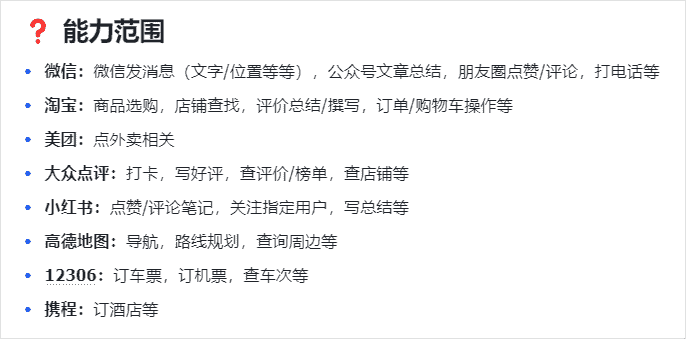 ❓ 能力范围
• 微信：微信发消息（文字/位置等等），公众号文章总结，朋友圈点赞/评论，打电话等
• 淘宝：商品选购，店铺查找，评价总结/撰写，订单/购物车操作等
• 美团：点外卖相关
• 大众点评：打卡，写好评，查评价/榜单，查店铺等
• 小红书：点赞/评论笔记，关注指定用户，写总结等
• 高德地图：导航，路线规划，查询周边等
• 12306：订车票，订机票，查车次等
• 携程：订酒店等